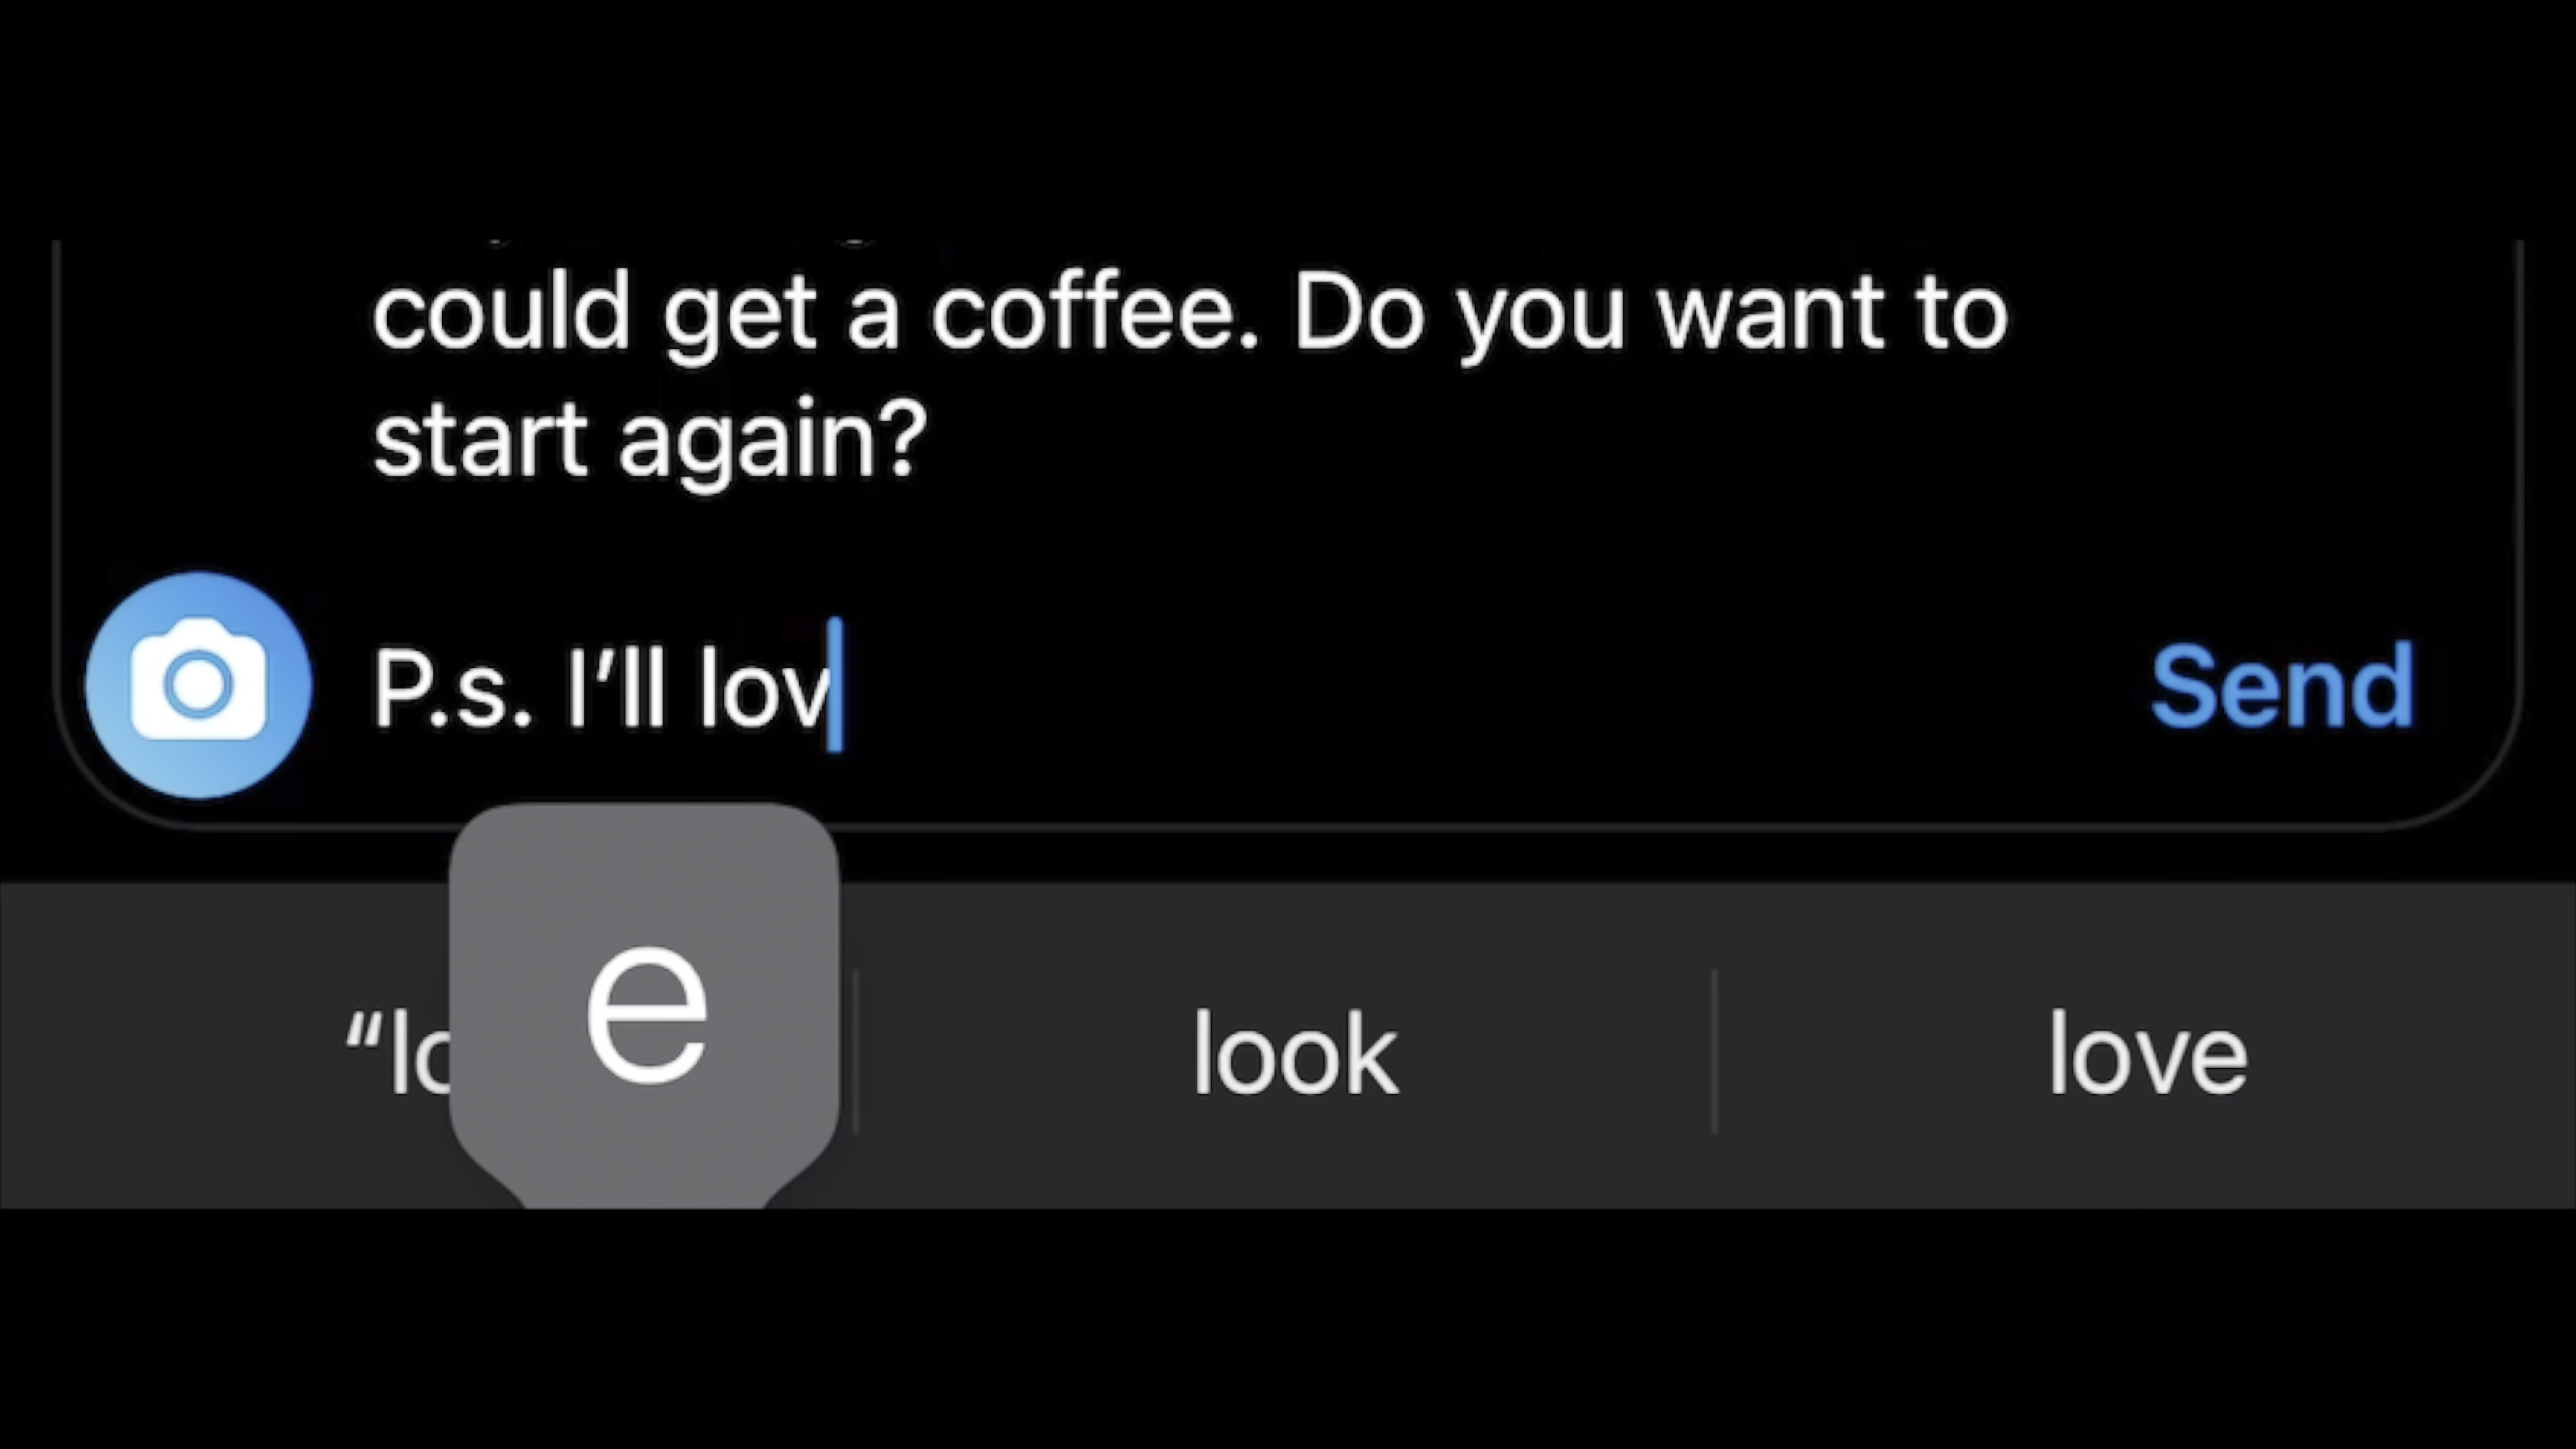 could get a coffee. Do you want to
start again?
P.s. I’ll lov
Send
e
look
love